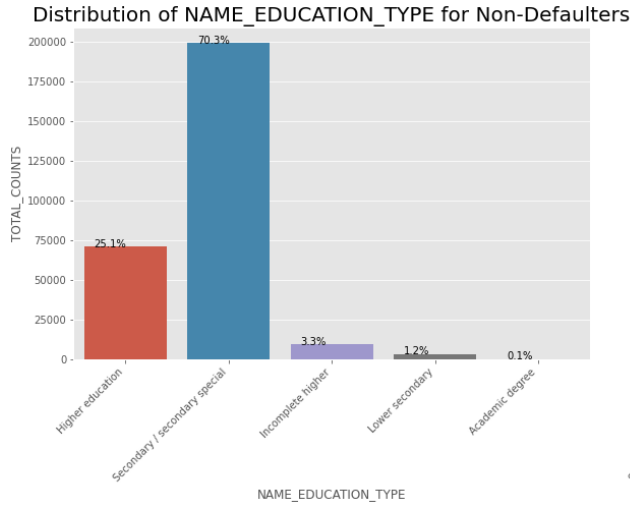 Distribution of NAME_EDUCATION_TYPE for Non-Defaulters
TOTAL_COUNTS
200000
175000
150000
125000
100000
75000
50000
25000
0
25.1%
70.3%
3.3%
1.2%
0.1%
Higher education
Secondary / secondary special
Incomplete higher
Lower secondary
Academic degree
NAME_EDUCATION_TYPE